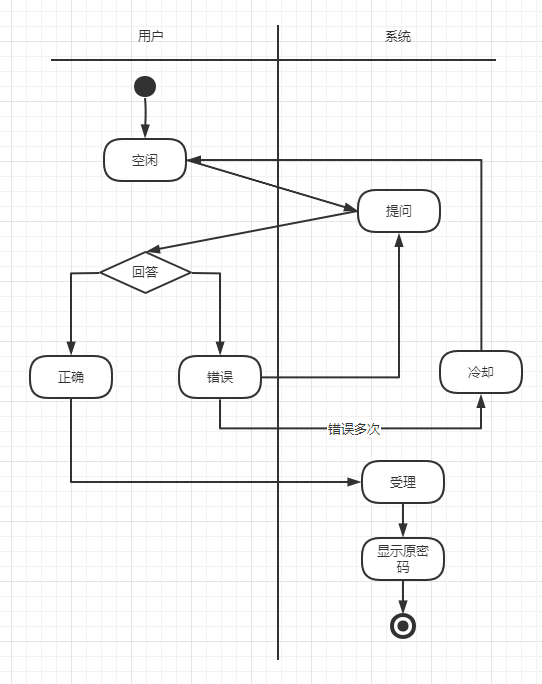 用户
系统
空闲
提问
回答
正确
错误
冷却
错误多次
受理
显示原密
码